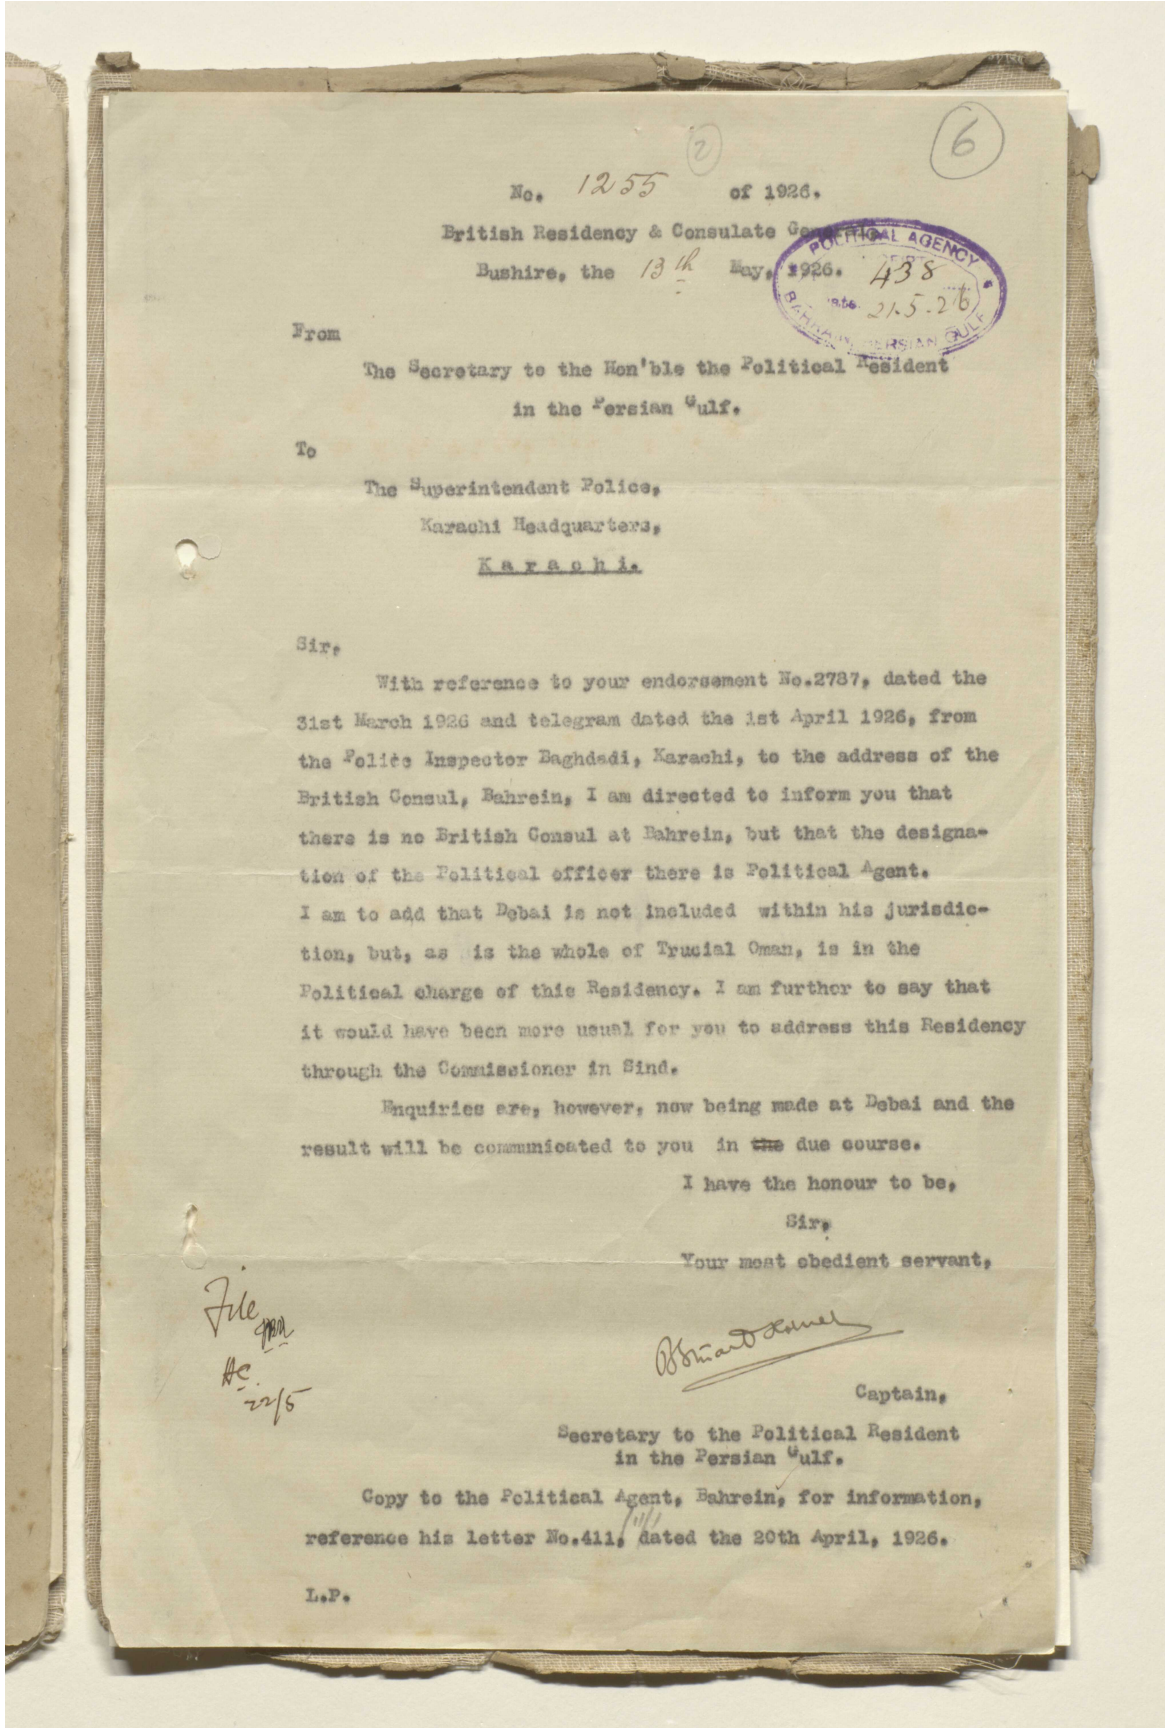 6
2
No. 1255 of 1926.
British Residency & Consulate General
Bushire, the 13th May, 1926.
POLITICAL AGENCY
438
Date. 21.5.26
BAHRAIN, PERSIAN GULF
From
The Secretary to the Hon'ble the Political Resident
in the Persian Gulf.
To
The Superintendent Police,
Karachi Headquarters,
Karachi.
Sir,
With reference to your endorsement No.2787, dated the
31st March 1926 and telegram dated the 1st April 1926, from
the Police Inspector Baghdadi, Karachi, to the address of the
British Consul, Bahrein, I am directed to inform you that
there is no British Consul at Bahrein, but that the designa-
tion of the Political officer there is Political Agent.
I am to add that Debai is not included within his jurisdic-
tion, but, as is the whole of Trucial Oman, is in the
Political charge of this Residency. I am further to say that
it would have been more usual for you to address this Residency
through the Commissioner in Sind.
Enquiries are, however, now being made at Debai and the
result will be communicated to you in the due course.
I have the honour to be,
Sir,
Your most obedient servant,
File
22/5
Captain,
Secretary to the Political Resident
in the Persian Gulf.
Copy to the Political Agent, Bahrein, for information,
reference his letter No.411, dated the 20th April, 1926.
L.P.